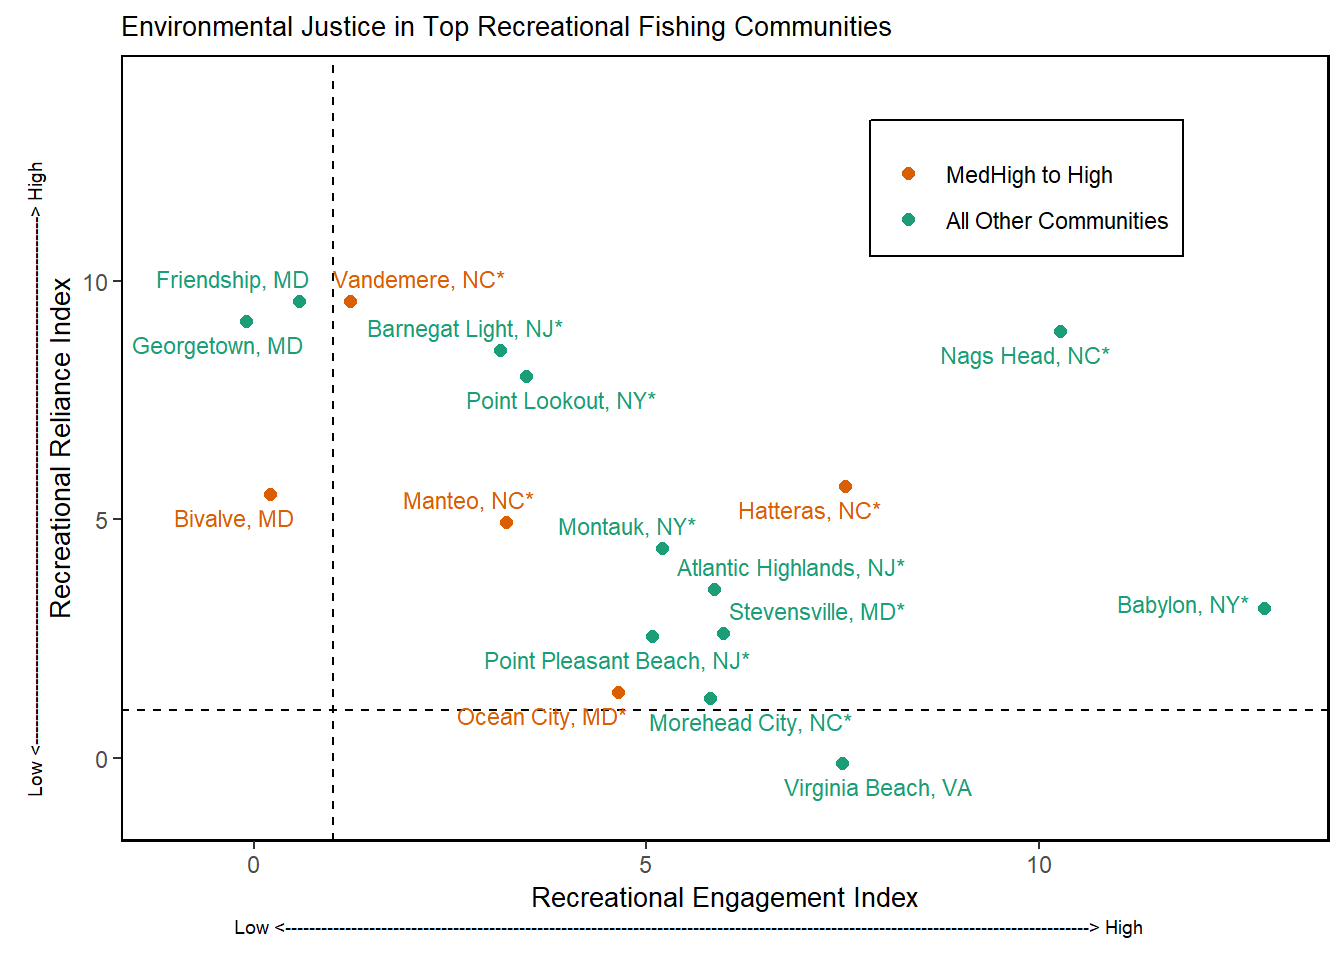 Environmental Justice in Top Recreational Fishing Communities
MedHigh to High
All Other Communities
Friendship, MD
Vandemere, NC*
Georgetown, MD
Barnegat Light, NJ*
Nags Head, NC*
Point Lookout, NY*
Bivalve, MD
Manteo, NC*
Hatteras, NC*
Montauk, NY*
Atlantic Highlands, NJ*
Stevensville, MD*
Babylon, NY*
Point Pleasant Beach, NJ*
Ocean City, MD*
Morehead City, NC*
Virginia Beach, VA
10
5
0
Recreational Reliance Index
Low <--------------------------------------------------------------------------------------------> High
0
5
10
Recreational Engagement Index
Low <--------------------------------------------------------------------------------------------------------------------------------------> High